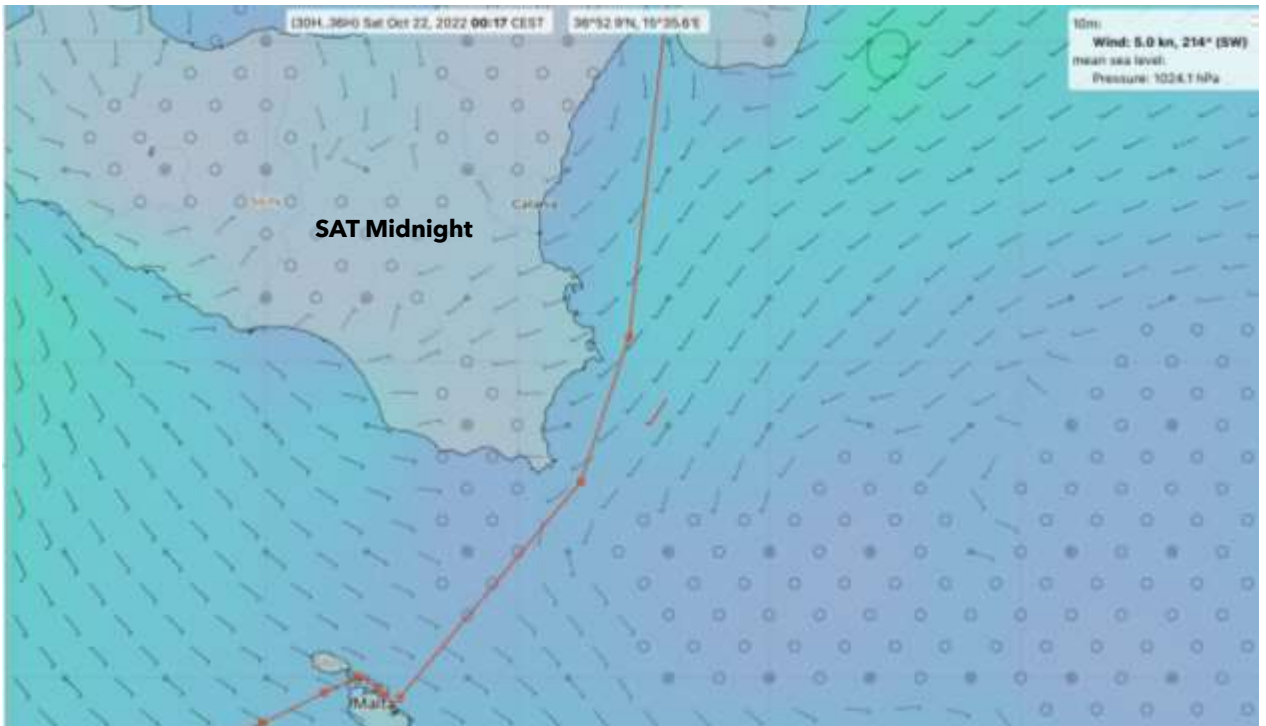 (30H..36H) Sat Oct 22, 2022 00:17 CEST
36°52.9'N, 15°35.6'E
10m:
Wind: 5.0 kn, 214° (SW)
mean sea level:
Pressure: 1024.1 hPa
Catania
SAT Midnight
Malta